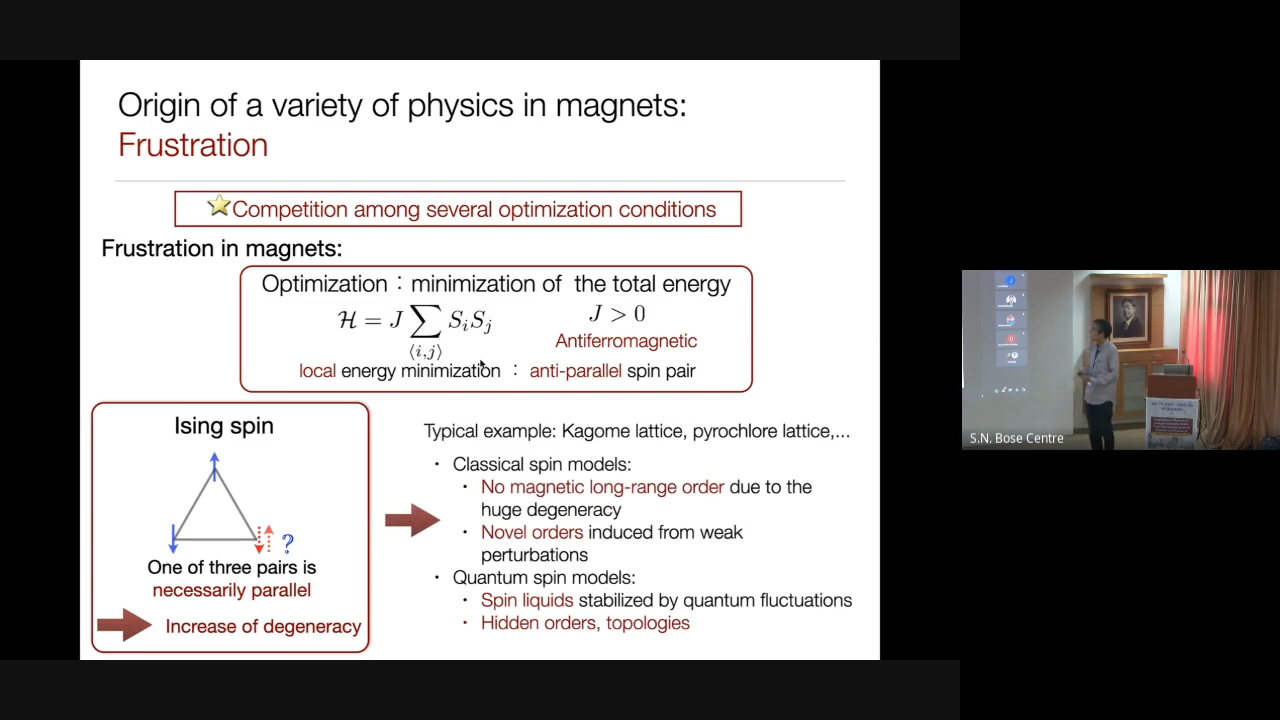 Origin of a variety of physics in magnets:
Frustration
Competition among several optimization conditions
Frustration in magnets:
Optimization：minimization of the total energy
ℋ = J ∑ S_i S_j    J > 0
⟨i,j⟩
Antiferromagnetic
local energy minimization ： anti-parallel spin pair
Ising spin
?
One of three pairs is
necessarily parallel
Increase of degeneracy
Typical example: Kagome lattice, pyrochlore lattice,...
・ Classical spin models:
・ No magnetic long-range order due to the
huge degeneracy
・ Novel orders induced from weak
perturbations
・ Quantum spin models:
・ Spin liquids stabilized by quantum fluctuations
・ Hidden orders, topologies
S.N. Bose Centre